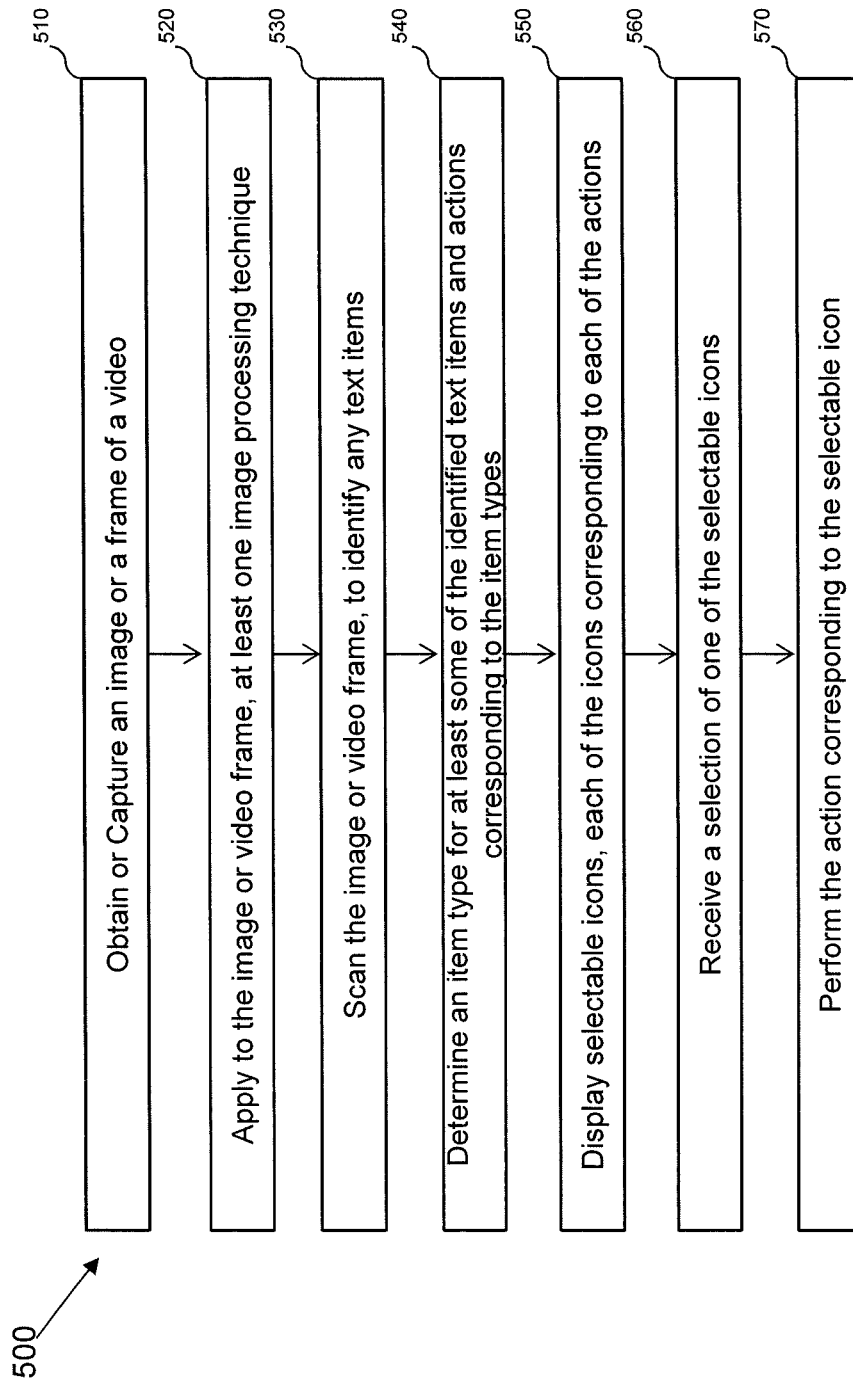 500
510
Obtain or Capture an image or a frame of a video
520
Apply to the image or video frame, at least one image processing technique
530
Scan the image or video frame, to identify any text items
540
Determine an item type for at least some of the identified text items and actions
corresponding to the item types
550
Display selectable icons, each of the icons corresponding to each of the actions
560
Receive a selection of one of the selectable icons
570
Perform the action corresponding to the selectable icon